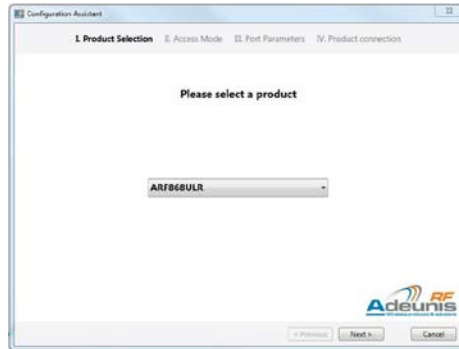 Configuration Assistant
I. Product Selection II. Access Mode III. Port Parameters IV. Product connection
Please select a product
ARF868ULR
Adeunis RF
< Previous Next > Cancel